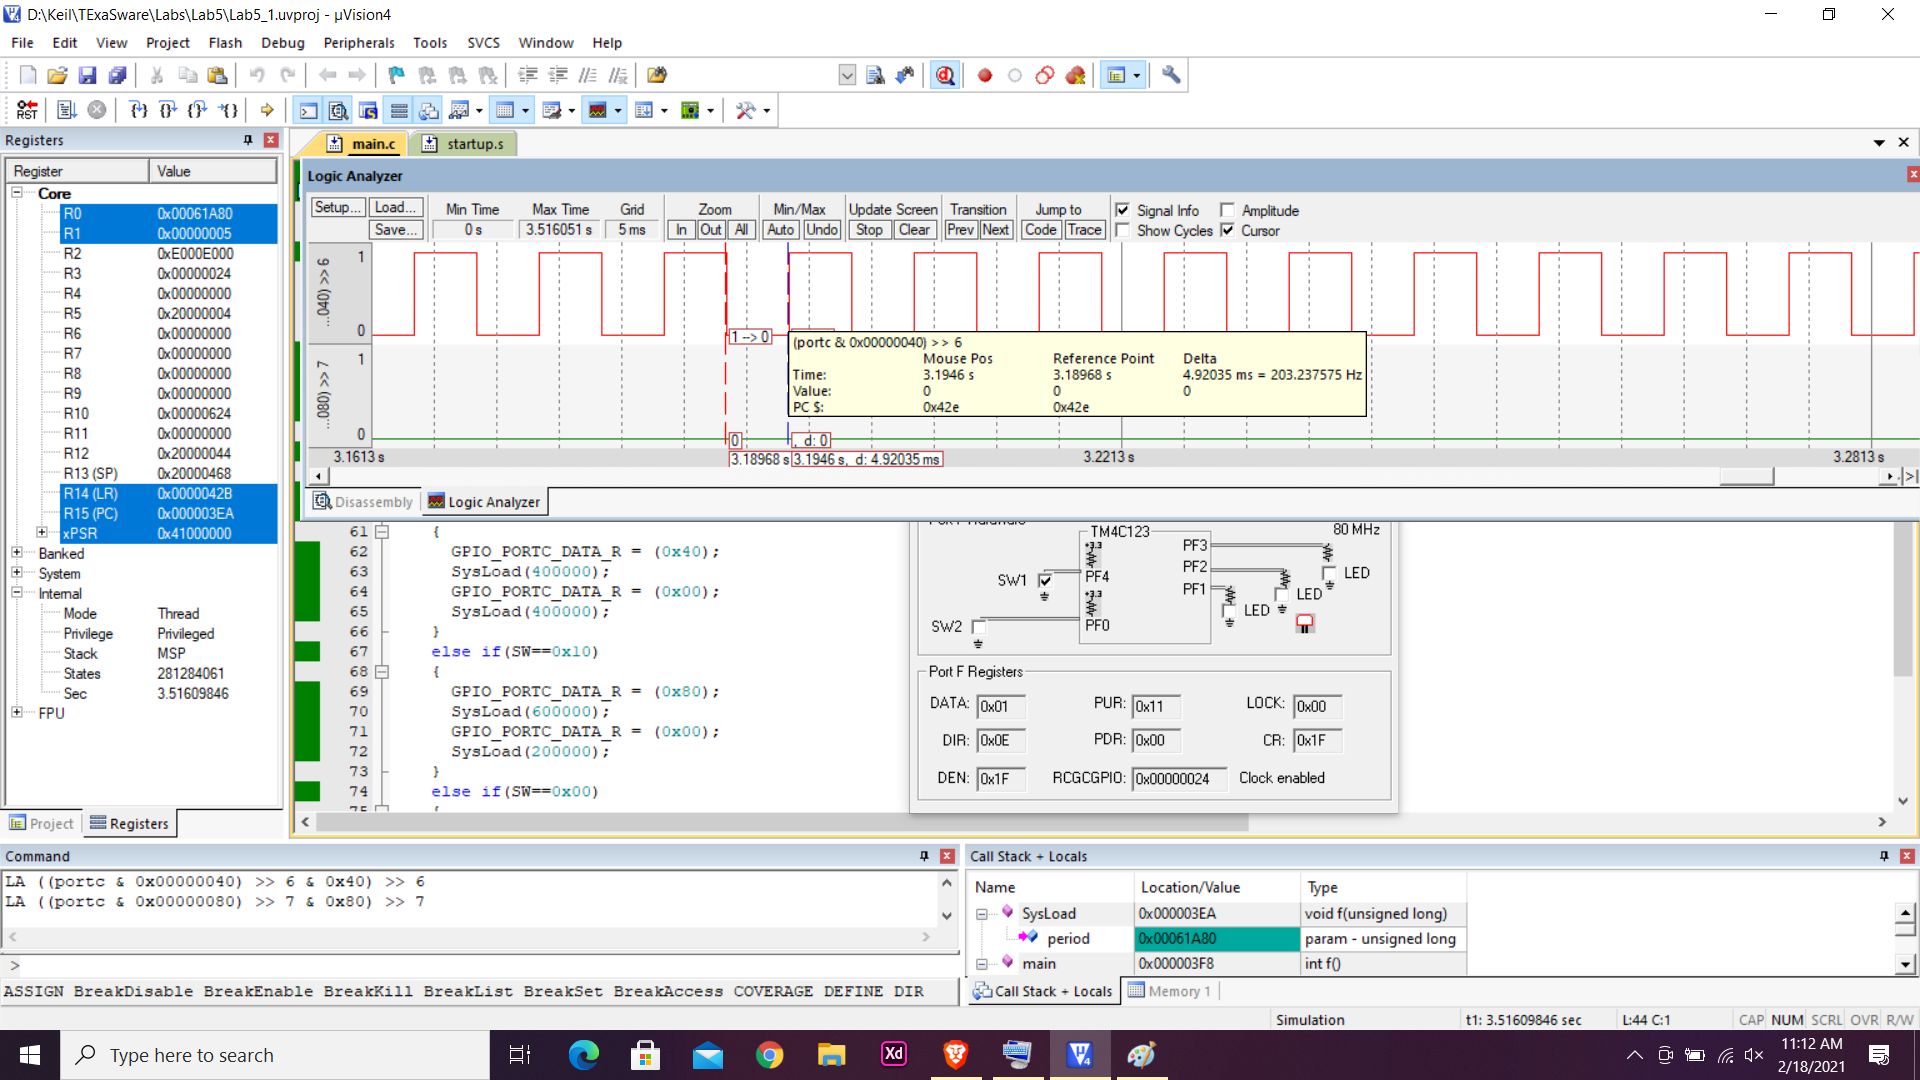 D:\Keil\TExaSware\Labs\Lab5\Lab5_1.uvproj - µVision4
File Edit View Project Flash Debug Peripherals Tools SVCS Window Help
RST
Registers
Register Value
Core
R0 0x00061A80
R1 0x00000005
R2 0xE000E000
R3 0x00000024
R4 0x00000000
R5 0x20000004
R6 0x00000000
R7 0x00000000
R8 0x00000000
R9 0x00000000
R10 0x00000624
R11 0x00000000
R12 0x20000044
R13 (SP) 0x20000468
R14 (LR) 0x0000042B
R15 (PC) 0x000003EA
xPSR 0x41000000
Banked
System
Internal
Mode Thread
Privilege Privileged
Stack MSP
States 281284061
Sec 3.51609846
FPU
Project Registers
main.c startup.s
Logic Analyzer
Setup... Load... Min Time Max Time Grid Zoom Min/Max Update Screen Transition Jump to Signal Info Amplitude
Save... 0 s 3.516051 s 5 ms In Out All Auto Undo Stop Clear Prev Next Code Trace Show Cycles Cursor
...040) >> 6
1
0
1 --> 0
(portc & 0x00000040) >> 6
Mouse Pos Reference Point Delta
Time: 3.1946 s 3.18968 s 4.92035 ms = 203.237575 Hz
Value: 0 0 0
PC $: 0x42e 0x42e
...080) >> 7
1
0
0 , d: 0
3.1613 s 3.18968 s 3.1946 s, d: 4.92035 ms 3.2213 s 3.2813 s
Disassembly Logic Analyzer
61 {
62 GPIO_PORTC_DATA_R = (0x40);
63 SysLoad(400000);
64 GPIO_PORTC_DATA_R = (0x00);
65 SysLoad(400000);
66 }
67 else if(SW==0x10)
68 {
69 GPIO_PORTC_DATA_R = (0x80);
70 SysLoad(600000);
71 GPIO_PORTC_DATA_R = (0x00);
72 SysLoad(200000);
73 }
74 else if(SW==0x00)
75 {
TM4C123 80 MHz
+3.3
PF3
PF2
PF1
SW1 PF4
+3.3
SW2 PF0
LED
LED
LED
Port F Registers
DATA: 0x01 PUR: 0x11 LOCK: 0x00
DIR: 0x0E PDR: 0x00 CR: 0x1F
DEN: 0x1F RCGCGPIO: 0x00000024 Clock enabled
Command
LA ((portc & 0x00000040) >> 6 & 0x40) >> 6
LA ((portc & 0x00000080) >> 7 & 0x80) >> 7
>
ASSIGN BreakDisable BreakEnable BreakKill BreakList BreakSet BreakAccess COVERAGE DEFINE DIR
Call Stack + Locals
Name Location/Value Type
SysLoad 0x000003EA void f(unsigned long)
period 0x00061A80 param - unsigned long
main 0x000003F8 int f()
Call Stack + Locals Memory 1
Simulation t1: 3.51609846 sec L:44 C:1 CAP NUM SCRL OVR R/W
Type here to search
Xd
11:12 AM
2/18/2021